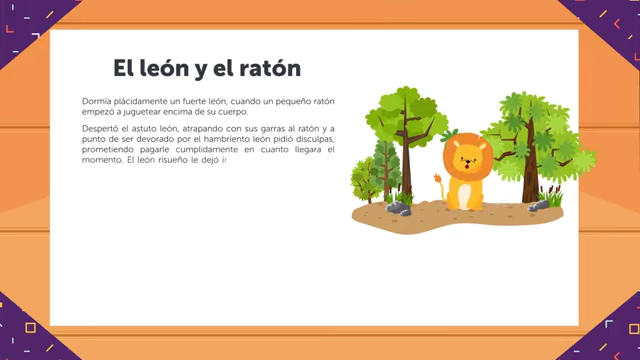 El león y el ratón
Dormía plácidamente un fuerte león, cuando un pequeño ratón
empezó a juguetear encima de su cuerpo.
Despertó el astuto león, atrapando con sus garras al ratón y a
punto de ser devorado por el hambriento león pidió disculpas,
prometiendo pagarle cumplidamente en cuanto llegara el
momento. El león risueño le dejó